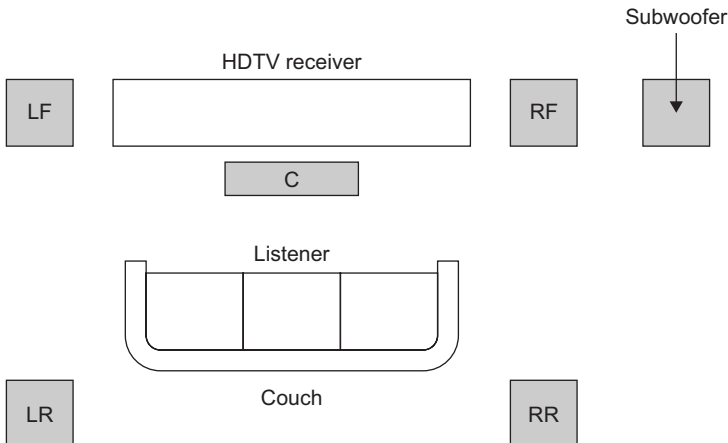 Subwoofer
HDTV receiver
LF
RF
C
Listener
Couch
LR
RR